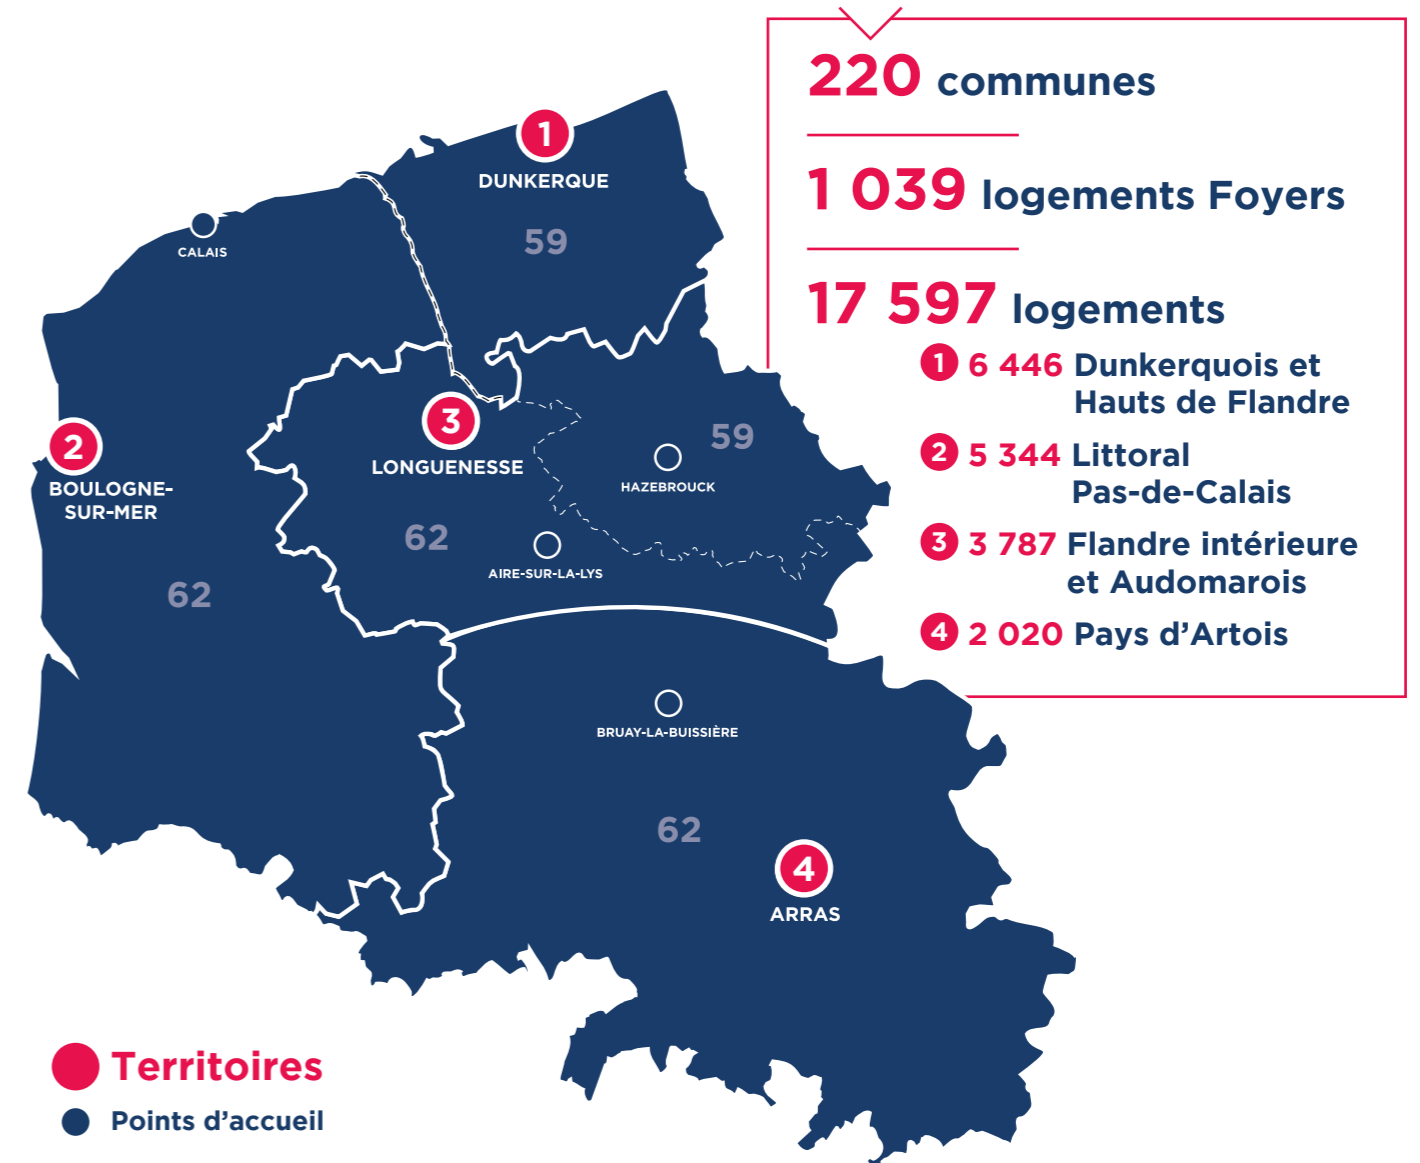 220 communes
1 039 logements Foyers
17 597 logements
1 6 446 Dunkerquois et
Hauts de Flandre
2 5 344 Littoral
Pas-de-Calais
3 3 787 Flandre intérieure
et Audomarois
4 2 020 Pays d’Artois
1
DUNKERQUE
59
CALAIS
2
BOULOGNE-
SUR-MER
62
3
LONGUENESSE
62
59
HAZEBROUCK
AIRE-SUR-LA-LYS
BRUAY-LA-BUISSIÈRE
62
4
ARRAS
Territoires
Points d’accueil